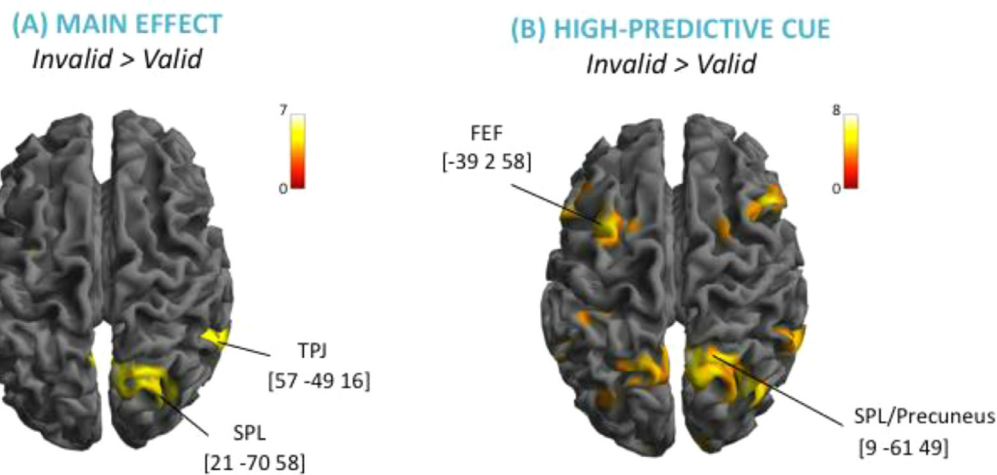 (A) MAIN EFFECT
Invalid > Valid
7
0
TPJ
[57 -49 16]
SPL
[21 -70 58]
(B) HIGH-PREDICTIVE CUE
Invalid > Valid
8
0
FEF
[-39 2 58]
SPL/Precuneus
[9 -61 49]